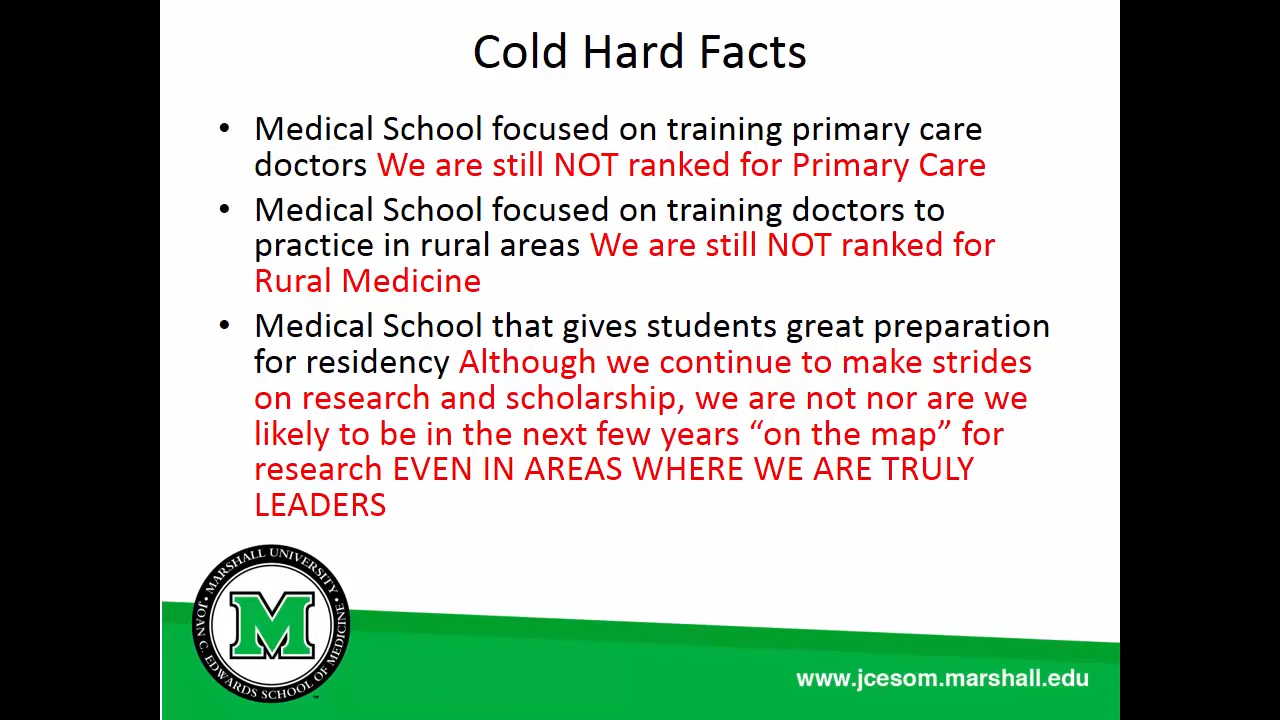 Cold Hard Facts
• Medical School focused on training primary care
doctors We are still NOT ranked for Primary Care
• Medical School focused on training doctors to
practice in rural areas We are still NOT ranked for
Rural Medicine
• Medical School that gives students great preparation
for residency Although we continue to make strides
on research and scholarship, we are not nor are we
likely to be in the next few years “on the map” for
research EVEN IN AREAS WHERE WE ARE TRULY
LEADERS
MARSHALL UNIVERSITY
M
JOAN C. EDWARDS SCHOOL OF MEDICINE
™
www.jcesom.marshall.edu